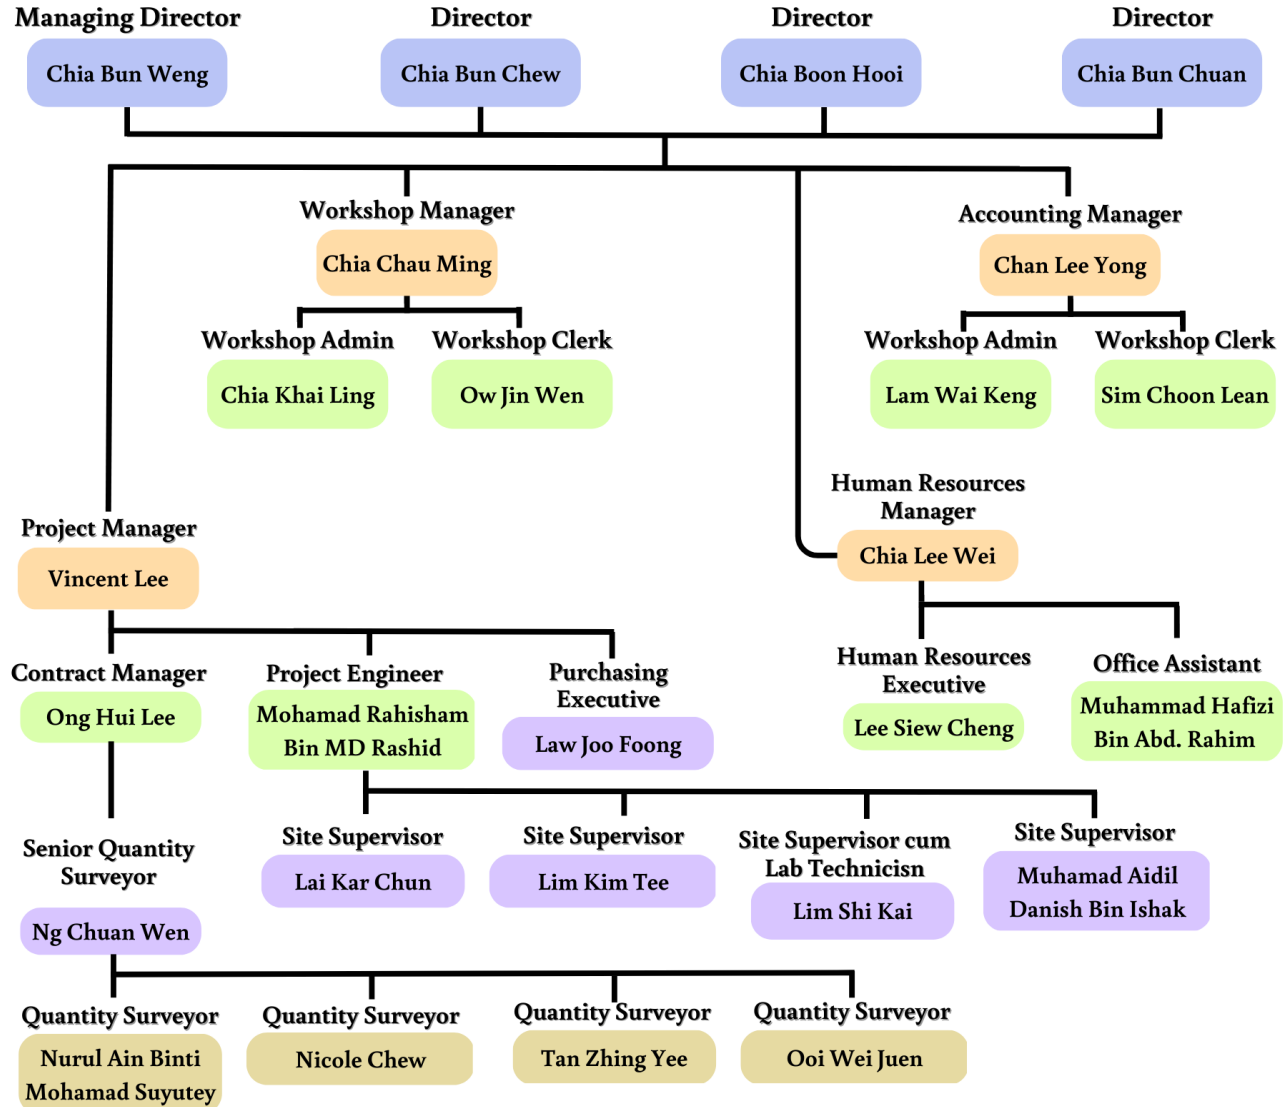 Managing Director
Director
Director
Director
Chia Bun Weng
Chia Bun Chew
Chia Boon Hooi
Chia Bun Chuan
Workshop Manager
Chia Chau Ming
Accounting Manager
Chan Lee Yong
Workshop Admin
Workshop Clerk
Chia Khai Ling
Ow Jin Wen
Workshop Admin
Workshop Clerk
Lam Wai Keng
Sim Choon Lean
Project Manager
Vincent Lee
Human Resources
Manager
Chia Lee Wei
Contract Manager
Ong Hui Lee
Project Engineer
Mohamad Rahisham
Bin MD Rashid
Purchasing
Executive
Law Joo Foong
Human Resources
Executive
Lee Siew Cheng
Office Assistant
Muhammad Hafizi
Bin Abd. Rahim
Senior Quantity
Surveyor
Ng Chuan Wen
Site Supervisor
Lai Kar Chun
Site Supervisor
Lim Kim Tee
Site Supervisor cum
Lab Technicisn
Lim Shi Kai
Site Supervisor
Muhamad Aidil
Danish Bin Ishak
Quantity Surveyor
Nurul Ain Binti
Mohamad Suyutey
Quantity Surveyor
Nicole Chew
Quantity Surveyor
Tan Zhing Yee
Quantity Surveyor
Ooi Wei Juen